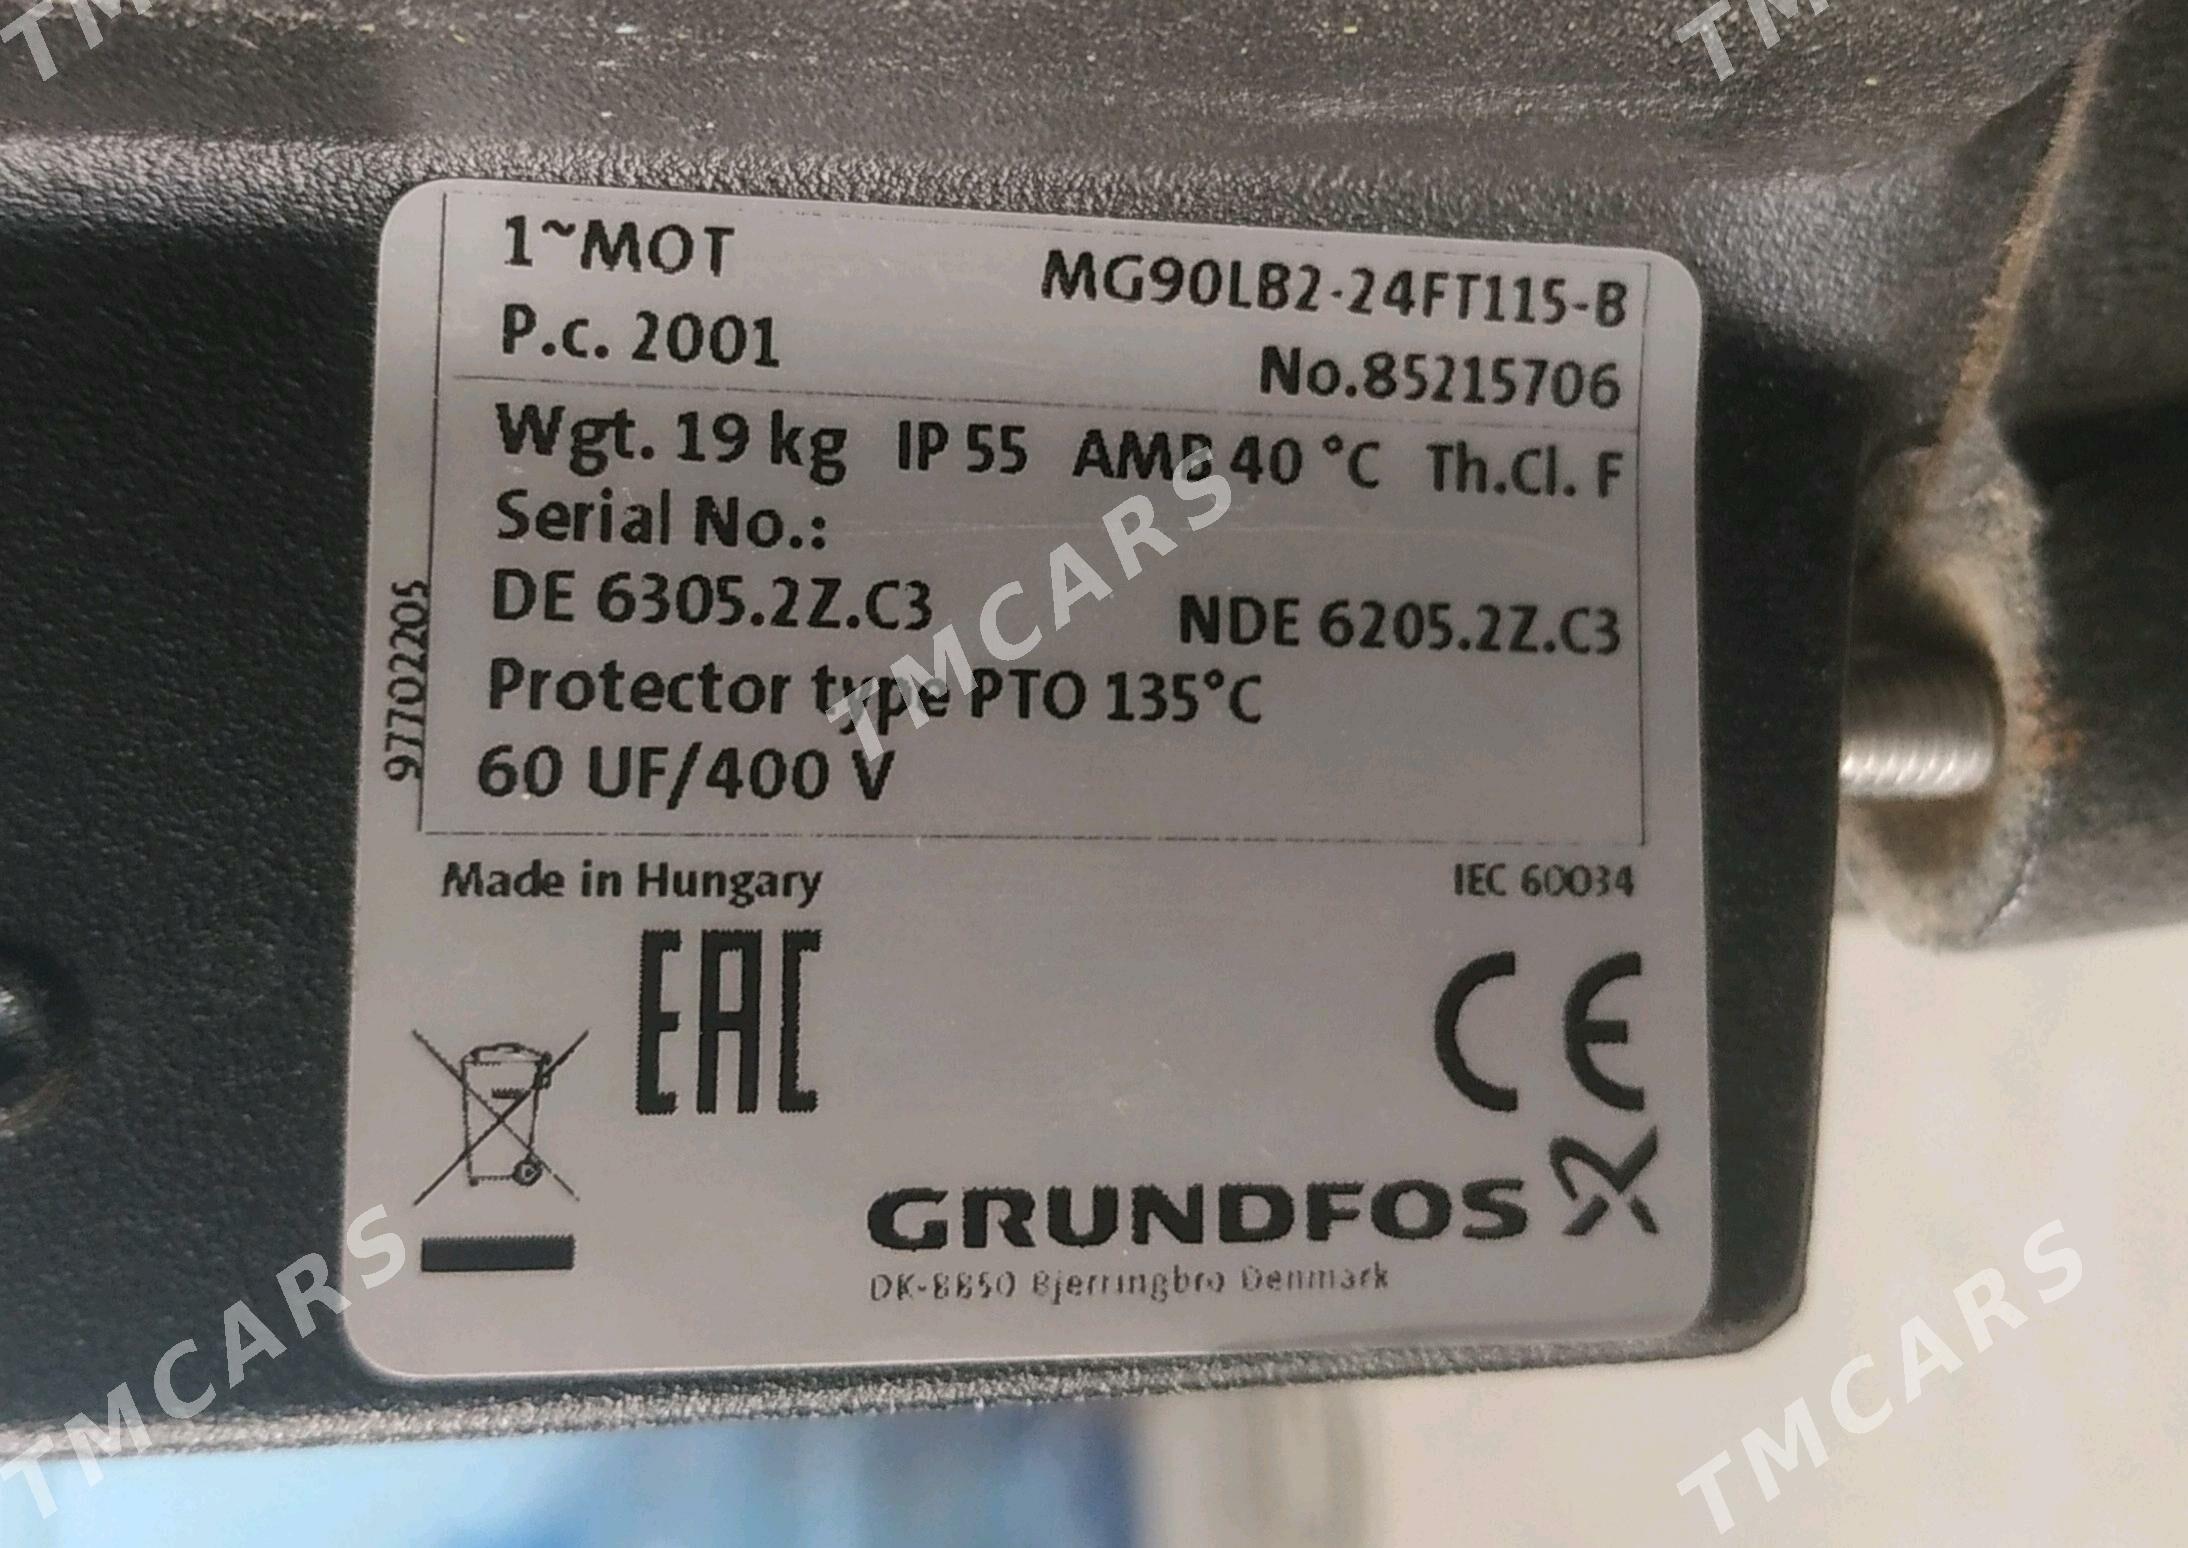 1~MOT MG90LB2-24FT115-B
P.c. 2001 No.85215706
Wgt. 19 kg IP 55 AMB 40 °C Th.Cl. F
Serial No.:
DE 6305.2Z.C3 NDE 6205.2Z.C3
Protector type PTO 135°C
60 UF/400 V
97702205
Made in Hungary IEC 60034
EAC CE
GRUNDFOS
DK-8850 Bjerringbro Denmark
TMCARS
TMCARS
TMCARS
TM
TM